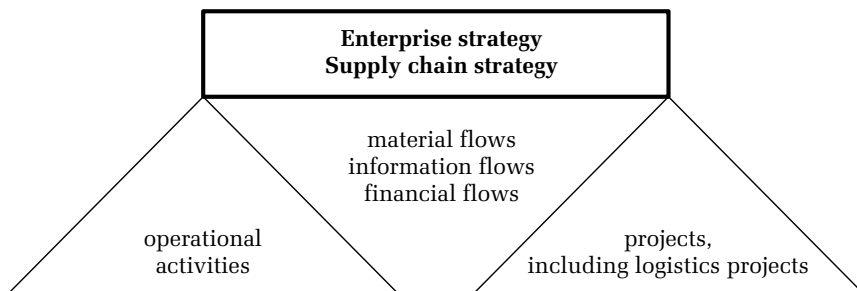 Enterprise strategy
Supply chain strategy
material flows
information flows
financial flows
operational
activities
projects,
including logistics projects